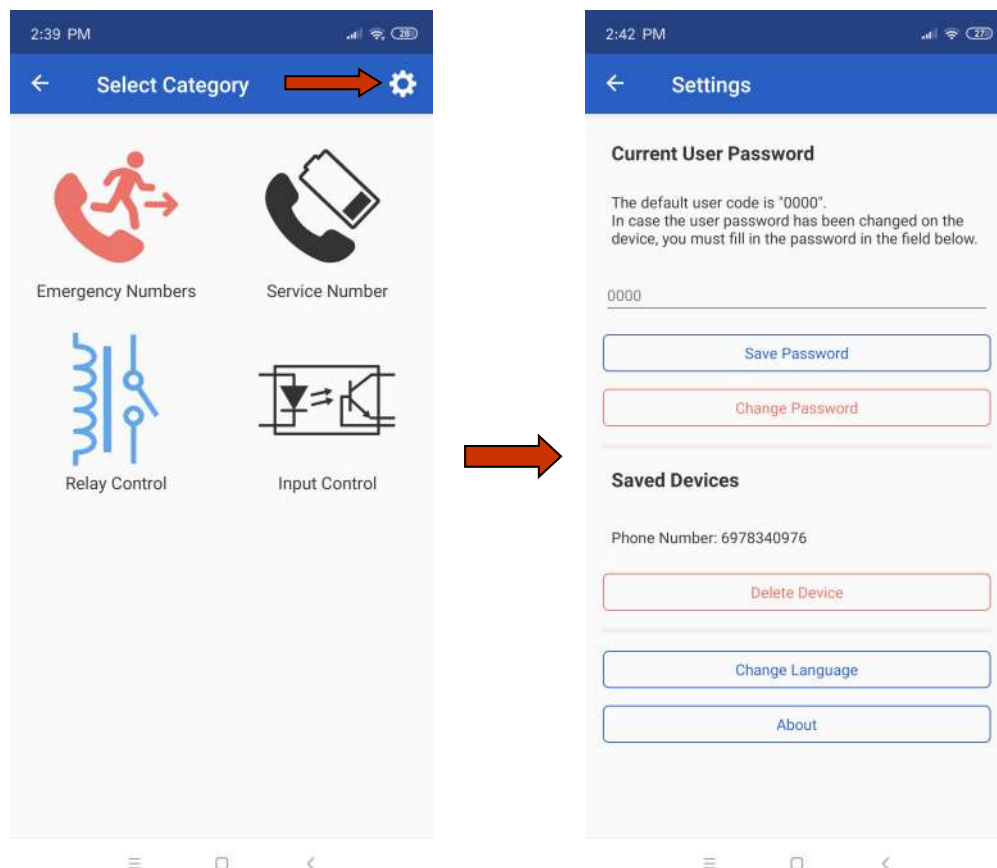 2:39 PM
28
Select Category
Emergency Numbers
Service Number
Relay Control
Input Control
2:42 PM
27
Settings
Current User Password
The default user code is "0000".
In case the user password has been changed on the
device, you must fill in the password in the field below.
0000
Save Password
Change Password
Saved Devices
Phone Number: 6978340976
Delete Device
Change Language
About